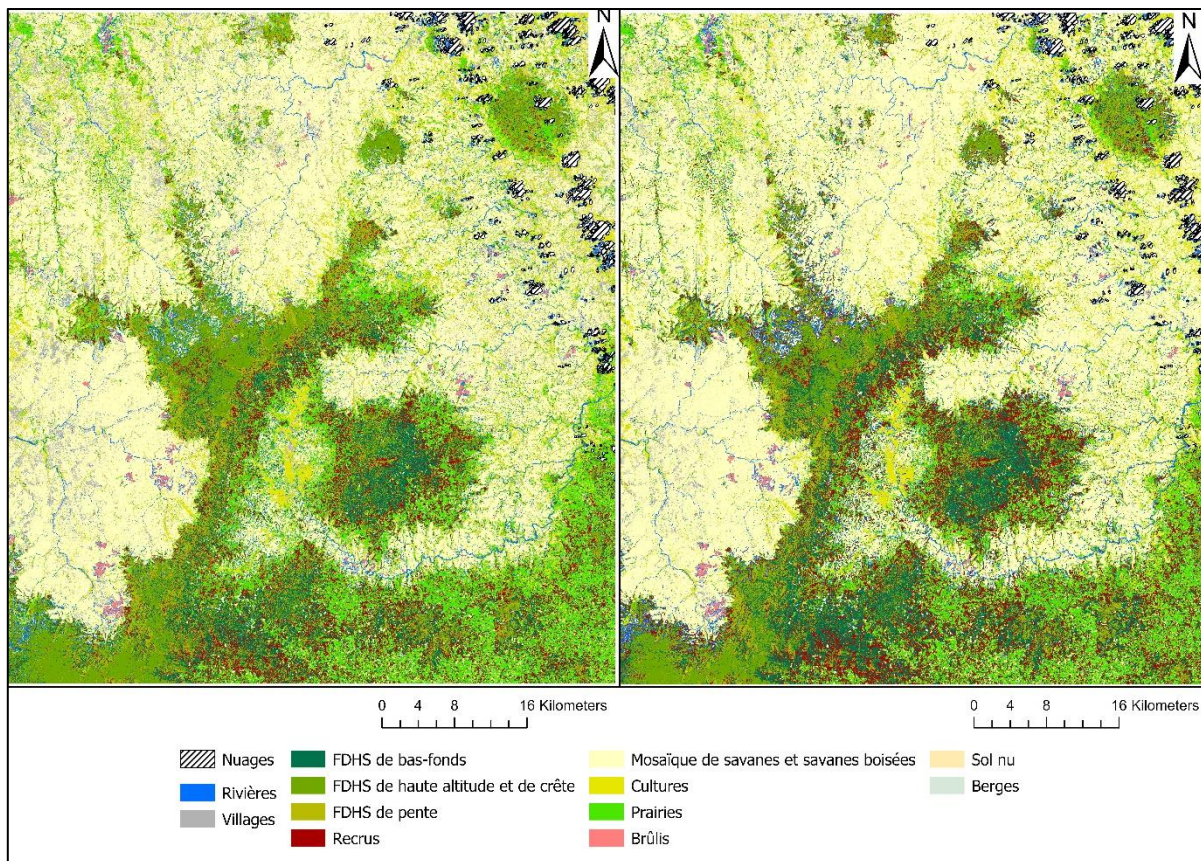 N
N
0 4 8 16 Kilometers
0 4 8 16 Kilometers
Nuages
FDHS de bas-fonds
Mosaïque de savanes et savanes boisées
Sol nu
Rivières
FDHS de haute altitude et de crête
Cultures
Berges
Villages
FDHS de pente
Prairies
Recrus
Brûlis